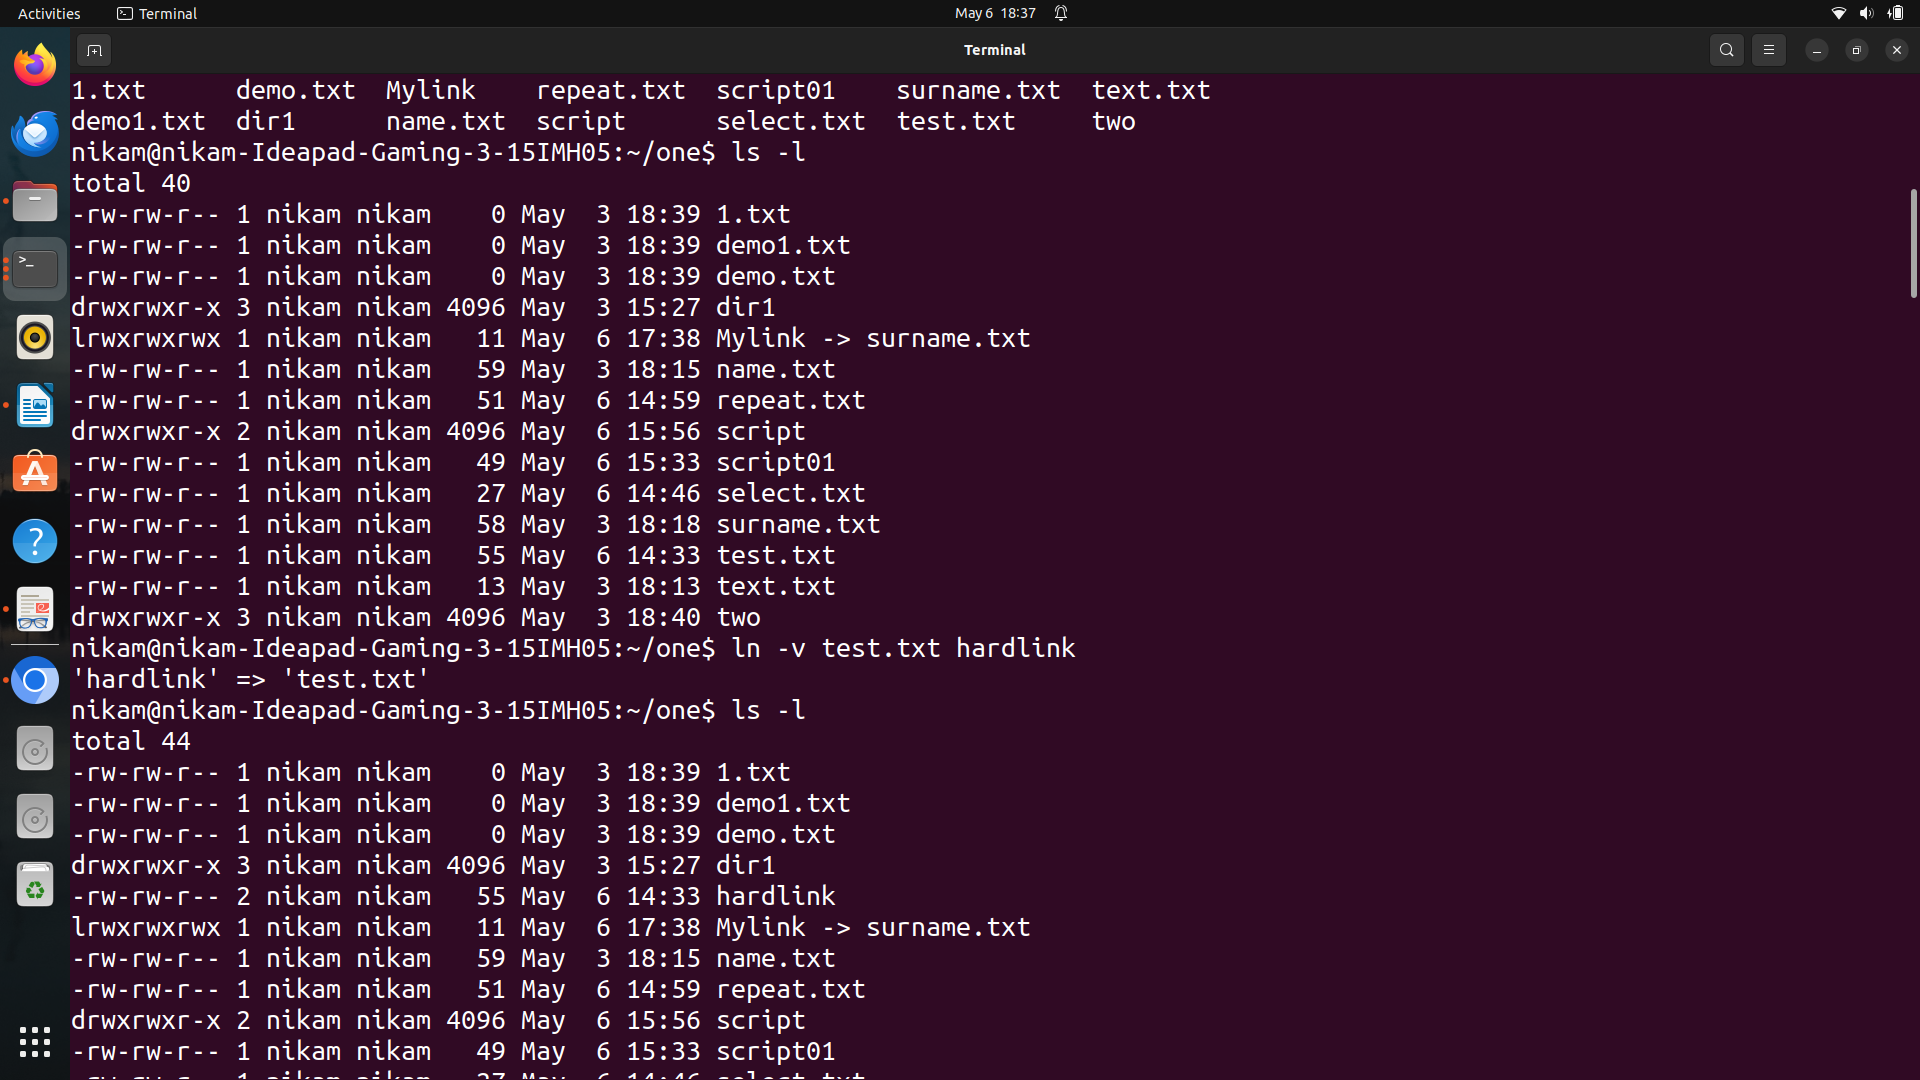 Activities Terminal May 6 18:37
Terminal
1.txt demo.txt Mylink repeat.txt script01 surname.txt text.txt
demo1.txt dir1 name.txt script select.txt test.txt two
nikam@nikam-Ideapad-Gaming-3-15IMH05:~/one$ ls -l
total 40
-rw-rw-r-- 1 nikam nikam 0 May 3 18:39 1.txt
-rw-rw-r-- 1 nikam nikam 0 May 3 18:39 demo1.txt
-rw-rw-r-- 1 nikam nikam 0 May 3 18:39 demo.txt
drwxrwxr-x 3 nikam nikam 4096 May 3 15:27 dir1
lrwxrwxrwx 1 nikam nikam 11 May 6 17:38 Mylink -> surname.txt
-rw-rw-r-- 1 nikam nikam 59 May 3 18:15 name.txt
-rw-rw-r-- 1 nikam nikam 51 May 6 14:59 repeat.txt
drwxrwxr-x 2 nikam nikam 4096 May 6 15:56 script
-rw-rw-r-- 1 nikam nikam 49 May 6 15:33 script01
-rw-rw-r-- 1 nikam nikam 27 May 6 14:46 select.txt
-rw-rw-r-- 1 nikam nikam 58 May 3 18:18 surname.txt
-rw-rw-r-- 1 nikam nikam 55 May 6 14:33 test.txt
-rw-rw-r-- 1 nikam nikam 13 May 3 18:13 text.txt
drwxrwxr-x 3 nikam nikam 4096 May 3 18:40 two
nikam@nikam-Ideapad-Gaming-3-15IMH05:~/one$ ln -v test.txt hardlink
'hardlink' => 'test.txt'
nikam@nikam-Ideapad-Gaming-3-15IMH05:~/one$ ls -l
total 44
-rw-rw-r-- 1 nikam nikam 0 May 3 18:39 1.txt
-rw-rw-r-- 1 nikam nikam 0 May 3 18:39 demo1.txt
-rw-rw-r-- 1 nikam nikam 0 May 3 18:39 demo.txt
drwxrwxr-x 3 nikam nikam 4096 May 3 15:27 dir1
-rw-rw-r-- 2 nikam nikam 55 May 6 14:33 hardlink
lrwxrwxrwx 1 nikam nikam 11 May 6 17:38 Mylink -> surname.txt
-rw-rw-r-- 1 nikam nikam 59 May 3 18:15 name.txt
-rw-rw-r-- 1 nikam nikam 51 May 6 14:59 repeat.txt
drwxrwxr-x 2 nikam nikam 4096 May 6 15:56 script
-rw-rw-r-- 1 nikam nikam 49 May 6 15:33 script01